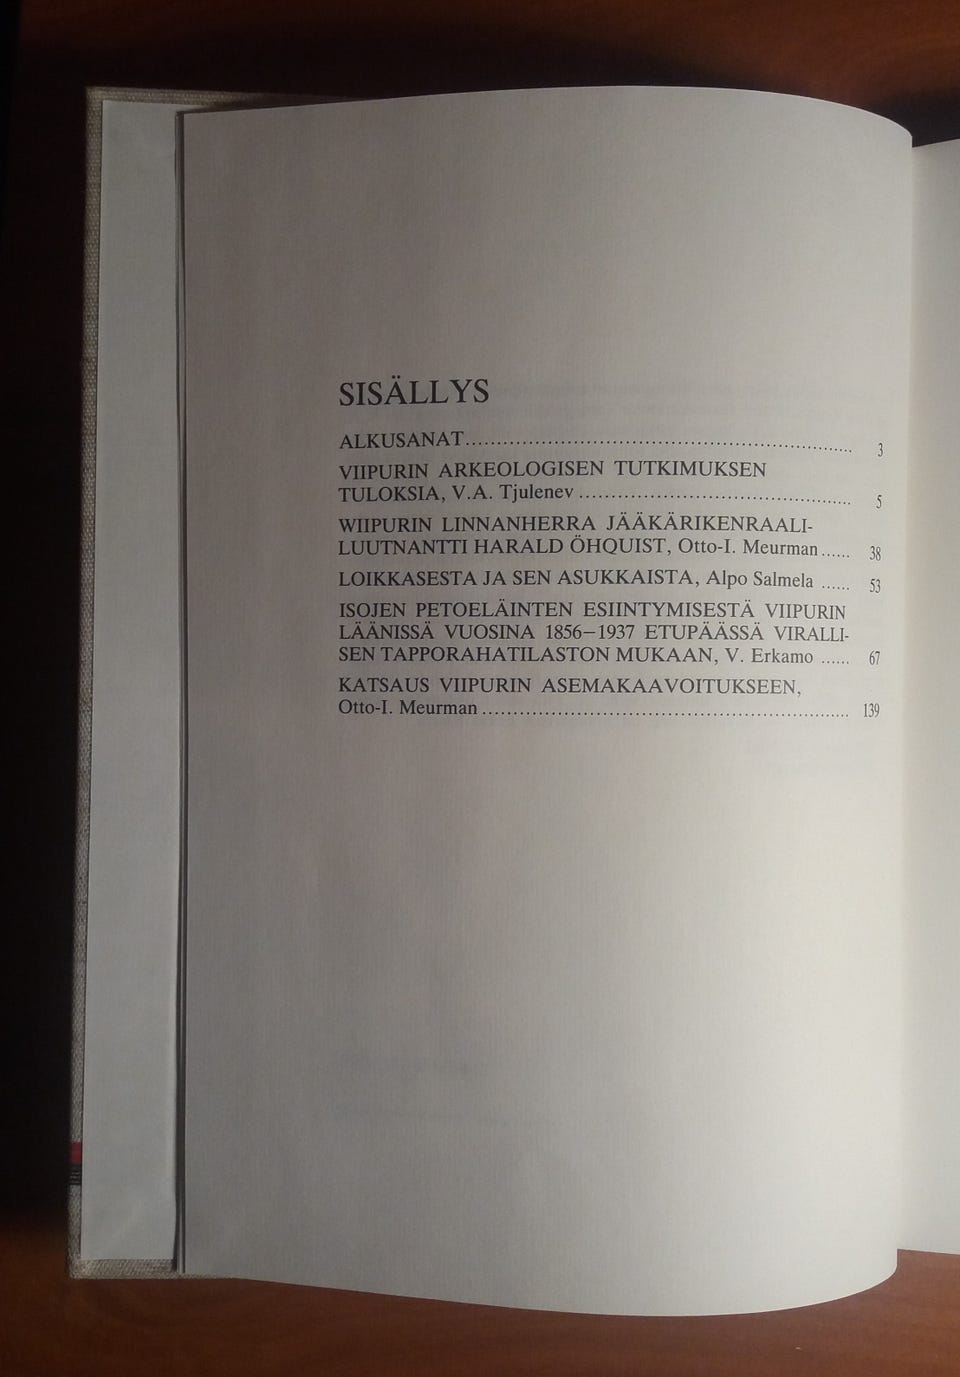 SISÄLLYS
ALKUSANAT.............................................................. 3
VIIPURIN ARKEOLOGISEN TUTKIMUKSEN
TULOKSIA, V.A. Tjulenev ............................................ 5
WIIPURIN LINNANHERRA JÄÄKÄRIKENRAALI-
LUUTNANTTI HARALD ÖHQUIST, Otto-I. Meurman ...... 38
LOIKKASESTA JA SEN ASUKKAISTA, Alpo Salmela ...... 53
ISOJEN PETOELÄINTEN ESIINTYMISESTÄ VIIPURIN
LÄÄNISSÄ VUOSINA 1856–1937 ETUPÄÄSSÄ VIRALLI-
SEN TAPPORAHATILASTON MUKAAN, V. Erkamo ...... 67
KATSAUS VIIPURIN ASEMAKAAVOITUKSEEN,
Otto-I. Meurman ............................................................ 139